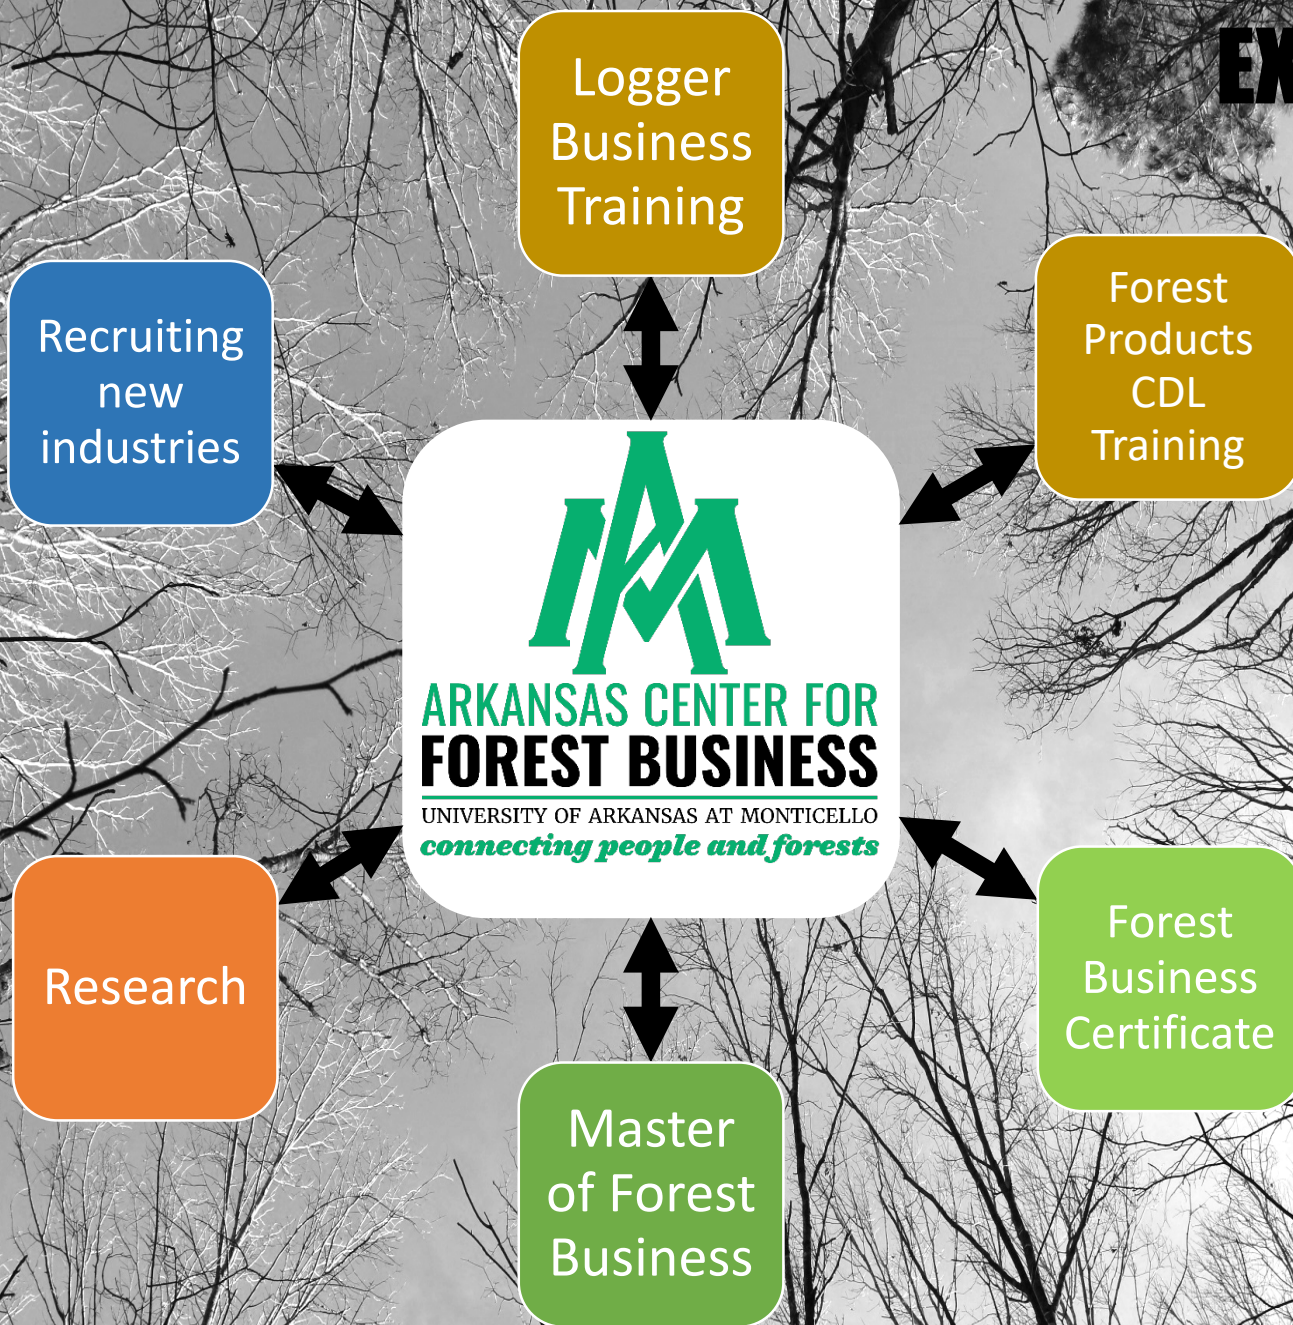 Logger
Business
Training
EX
Forest
Products
CDL
Training
Recruiting
new
industries
ARKANSAS CENTER FOR
FOREST BUSINESS
UNIVERSITY OF ARKANSAS AT MONTICELLO
connecting people and forests
Research
Forest
Business
Certificate
Master
of Forest
Business